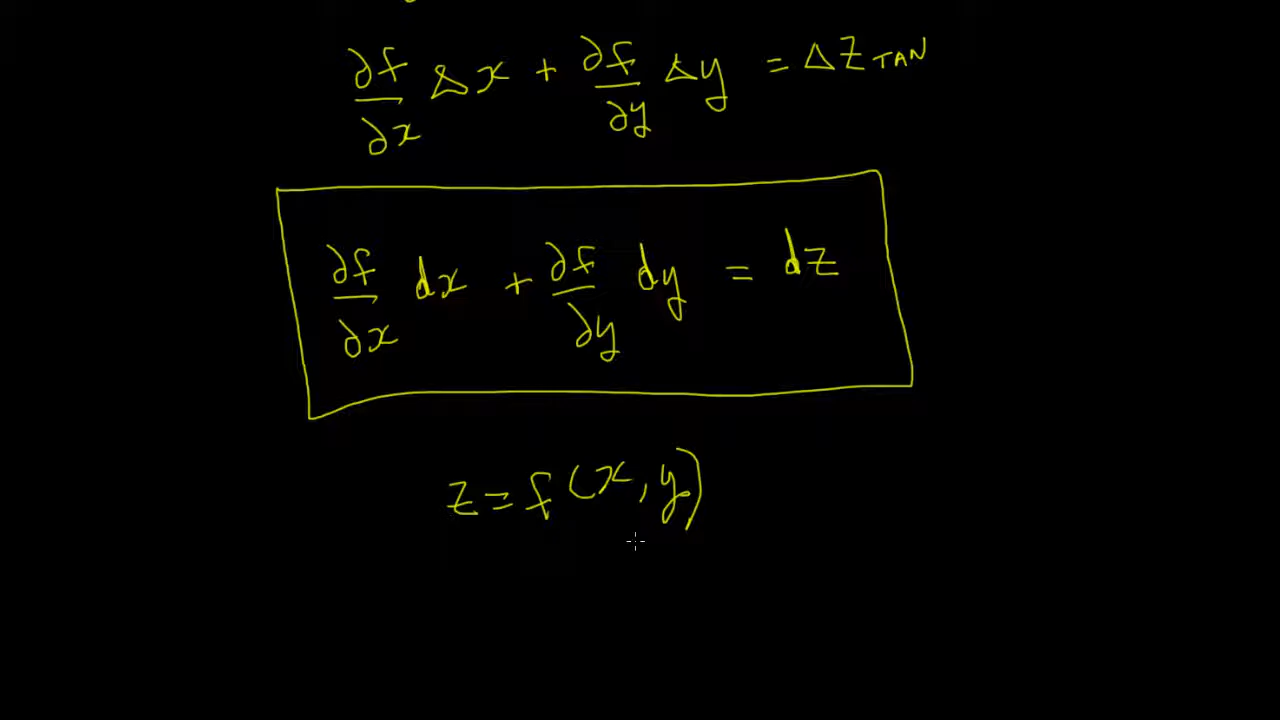 ∂f/∂x Δx + ∂f/∂y Δy = Δz TAN
∂f/∂x dx + ∂f/∂y dy = dz
z = f(x, y)